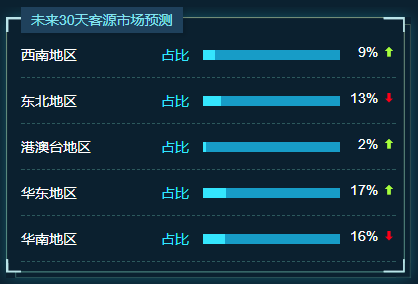 未来30天客源市场预测
西南地区 占比 9%
东北地区 占比 13%
港澳台地区 占比 2%
华东地区 占比 17%
华南地区 占比 16%